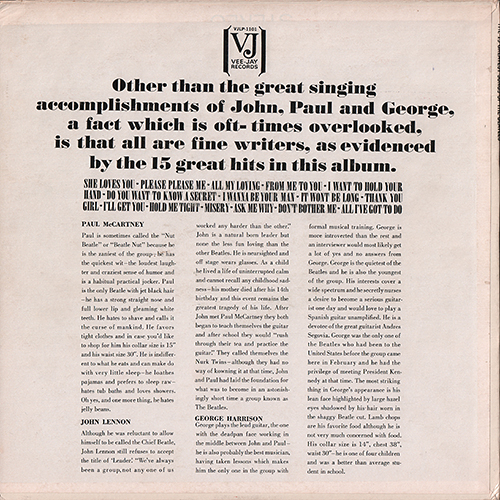 VJLP-1101
VJ
VEE-JAY
RECORDS
Other than the great singing
accomplishments of John, Paul and George,
a fact which is oft- times overlooked,
is that all are fine writers, as evidenced
by the 15 great hits in this album.
SHE LOVES YOU - PLEASE PLEASE ME - ALL MY LOVING - FROM ME TO YOU - I WANT TO HOLD YOUR
HAND - DO YOU WANT TO KNOW A SECRET - I WANNA BE YOUR MAN - IT WON'T BE LONG - THANK YOU
GIRL - I'LL GET YOU - HOLD ME TIGHT - MISERY - ASK ME WHY - DON'T BOTHER ME - ALL I'VE GOT TO DO
PAUL McCARTNEY
Paul is sometimes called the "Nut
Beatle" or "Beatle Nut" because he
is the zaniest of the group - he has
the quickest wit - the loudest laugh-
ter and craziest sense of humor and
is a habitual practical joker. Paul
is the only Beatle with jet black hair
- he has a strong straight nose and
full lower lip and gleaming white
teeth. He hates to shave and calls it
the curse of mankind. He favors
tight clothes and in case you'd like
to shop for him his collar size is 15"
and his waist size 30". He is indiffer-
ent to what he eats and can make do
with very little sleep - he loathes
pajamas and prefers to sleep raw -
hates tub baths and loves showers.
Oh yes, and one more thing, he hates
jelly beans.
JOHN LENNON
Although he was reluctant to allow
himself to be called the Chief Beatle,
John Lennon still refuses to accept
the title of 'Leader.' "We've always
been a group, not any one of us
worked any harder than the other."
John is a natural born leader but
none the less fun loving than the
other Beatles. He is nearsighted and
off stage wears glasses. As a child
he lived a life of uninterrupted calm
and cannot recall any childhood sad-
ness - his mother died after his 14th
birthday and this event remains the
greatest tragedy of his life. After
John met Paul McCartney they both
began to teach themselves the guitar
and after school they would "rush
through their tea and practice the
guitar." They called themselves the
Nurk Twins - although they had no
way of knowing it at that time, John
and Paul had laid the foundation for
what was to become in an astonish-
ingly short time a group known as
The Beatles.
GEORGE HARRISON
George plays the lead guitar, the one
with the deadpan face working in
the middle between John and Paul -
he is also probably the best musician,
having taken lessons which make
him the only one in the group with
formal musical training. George is
more introverted than the rest and
an interviewer would most likely get
a lot of yes and no answers from
George. George is the quietest of the
Beatles and he is also the youngest
of the group. His interests cover a
wide spectrum and he secretly nurses
a desire to become a serious guitar-
ist one day and would love to play
Spanish guitar unamplified. He is a
devotee of the great guitarist Andres
Segovia. George was the only one of
the Beatles who had been to the
United States before the group came
here in February and he had the
privilege of meeting President Ken-
nedy at that time. The most striking
thing in George's appearance is his
lean face highlighted by large hazel
eyes shadowed by his hair worn in
the shaggy Beatle cut. Lamb chops
are his favorite food although he is
not very much concerned with food.
His collar size is 14", chest 38",
waist 30" - he is one of four children
and was a better than average stu-
dent in school.